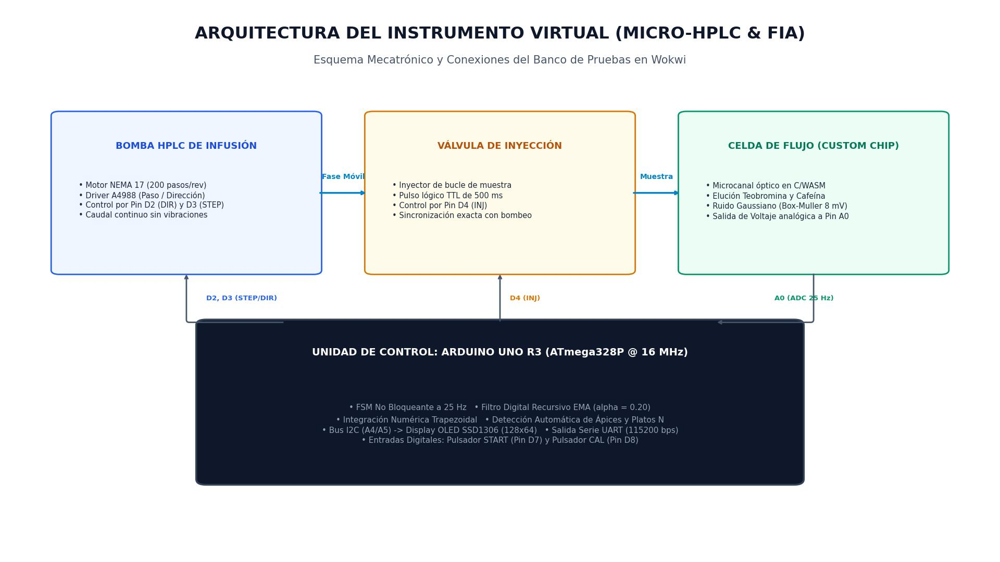 ARQUITECTURA DEL INSTRUMENTO VIRTUAL (MICRO-HPLC & FIA)
Esquema Mecatrónico y Conexiones del Banco de Pruebas en Wokwi
BOMBA HPLC DE INFUSIÓN
• Motor NEMA 17 (200 pasos/rev)
• Driver A4988 (Paso / Dirección)
• Control por Pin D2 (DIR) y D3 (STEP)
• Caudal continuo sin vibraciones
Fase Móvil
VÁLVULA DE INYECCIÓN
• Inyector de bucle de muestra
• Pulso lógico TTL de 500 ms
• Control por Pin D4 (INJ)
• Sincronización exacta con bombeo
Muestra
CELDA DE FLUJO (CUSTOM CHIP)
• Microcanal óptico en C/WASM
• Elución Teobromina y Cafeína
• Ruido Gaussiano (Box-Muller 8 mV)
• Salida de Voltaje analógica a Pin A0
D2, D3 (STEP/DIR)
D4 (INJ)
A0 (ADC 25 Hz)
UNIDAD DE CONTROL: ARDUINO UNO R3 (ATmega328P @ 16 MHz)
• FSM No Bloqueante a 25 Hz • Filtro Digital Recursivo EMA (alpha = 0.20)
• Integración Numérica Trapezoidal • Detección Automática de Ápices y Platos N
• Bus I2C (A4/A5) -> Display OLED SSD1306 (128x64) • Salida Serie UART (115200 bps)
• Entradas Digitales: Pulsador START (Pin D7) y Pulsador CAL (Pin D8)